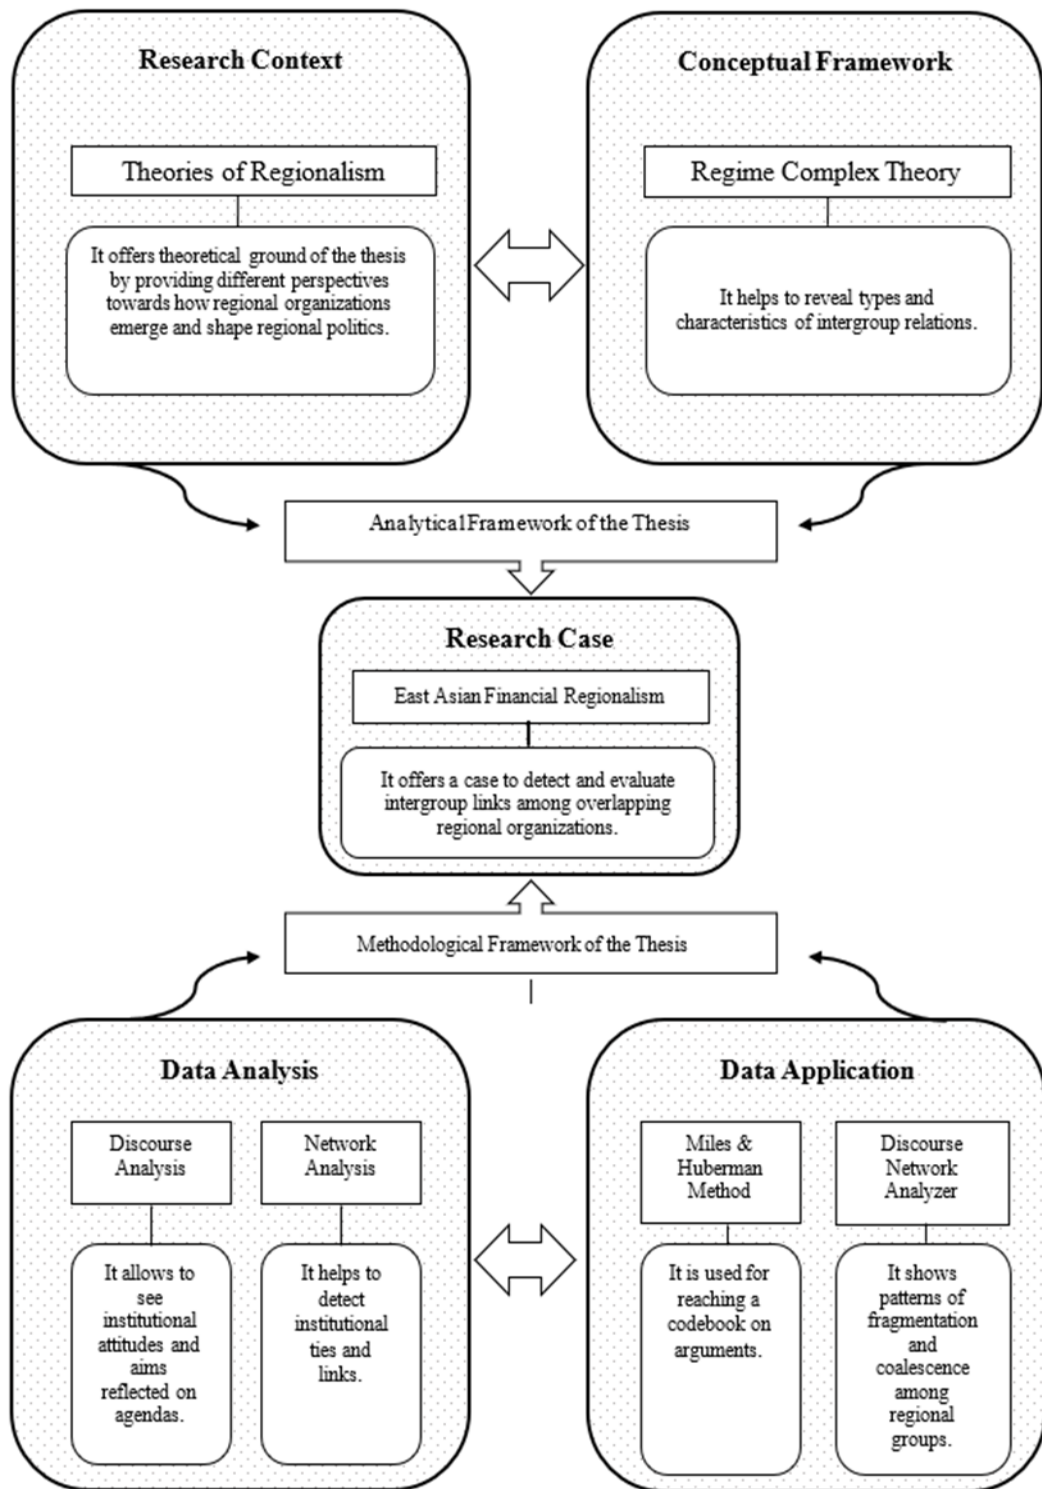 Research Context
Theories of Regionalism
It offers theoretical ground of the thesis
by providing different perspectives
towards how regional organizations
emerge and shape regional politics.
Conceptual Framework
Regime Complex Theory
It helps to reveal types and
characteristics of intergroup relations.
Analytical Framework of the Thesis
Research Case
East Asian Financial Regionalism
It offers a case to detect and evaluate
intergroup links among overlapping
regional organizations.
Methodological Framework of the Thesis
Data Analysis
Discourse
Analysis
It allows to
see
institutional
attitudes and
aims
reflected on
agendas.
Network
Analysis
It helps to
detect
institutional
ties and
links.
Data Application
Miles &
Huberman
Method
It is used for
reaching a
codebook on
arguments.
Discourse
Network
Analyzer
It shows
patterns of
fragmentation
and
coalescence
among
regional
groups.